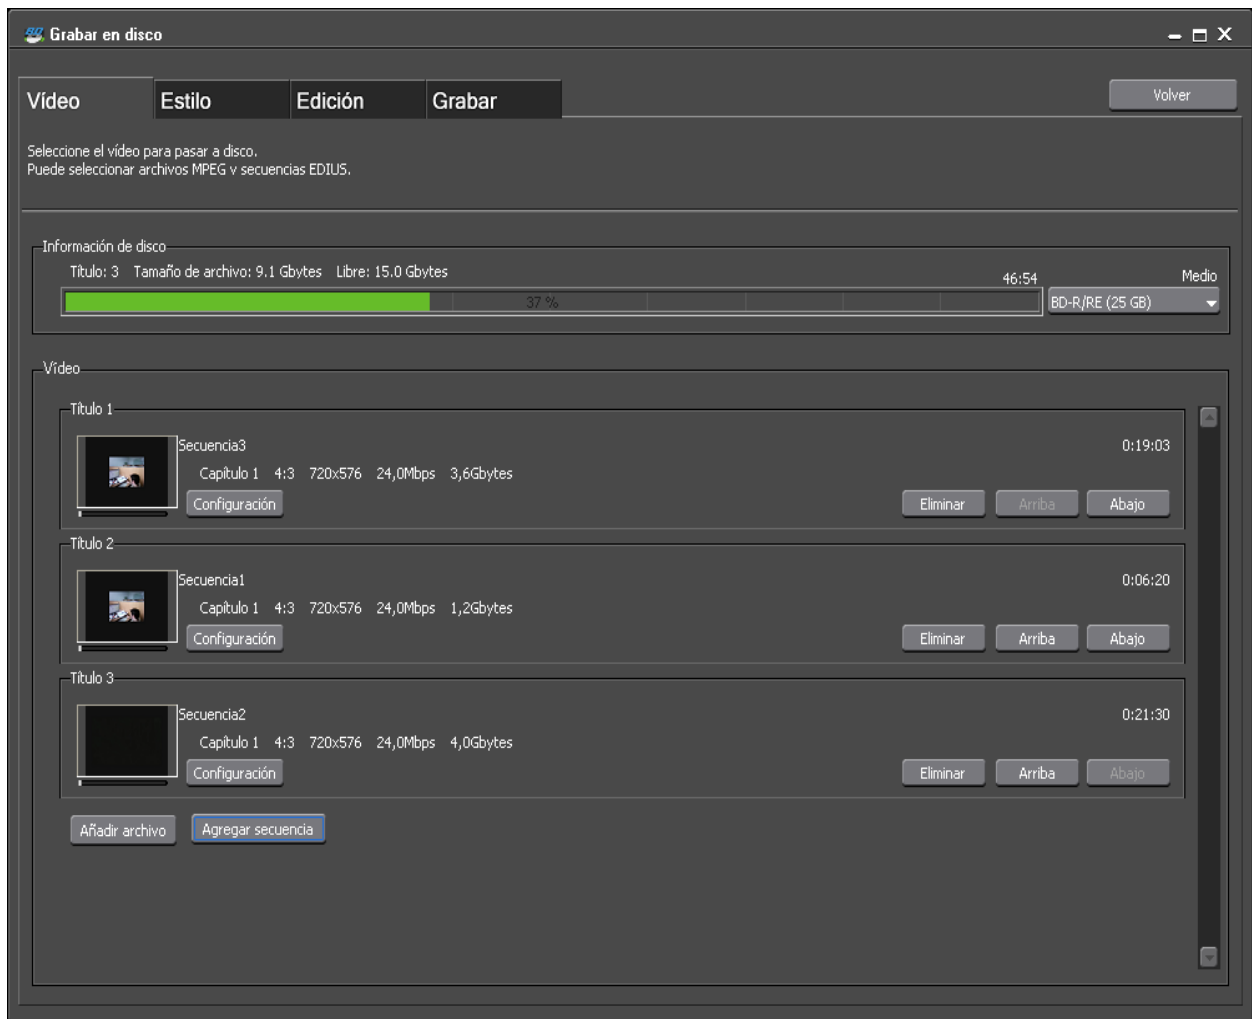 Grabar en disco
Vídeo Estilo Edición Grabar Volver
Seleccione el vídeo para pasar a disco.
Puede seleccionar archivos MPEG y secuencias EDIUS.
Información de disco
Título: 3 Tamaño de archivo: 9.1 Gbytes Libre: 15.0 Gbytes 46:54 Medio
37 % BD-R/RE (25 GB)
Vídeo
Título 1
Secuencia3 0:19:03
Capítulo 1 4:3 720x576 24,0Mbps 3,6Gbytes
Configuración Eliminar Arriba Abajo
Título 2
Secuencia1 0:06:20
Capítulo 1 4:3 720x576 24,0Mbps 1,2Gbytes
Configuración Eliminar Arriba Abajo
Título 3
Secuencia2 0:21:30
Capítulo 1 4:3 720x576 24,0Mbps 4,0Gbytes
Configuración Eliminar Arriba Abajo
Añadir archivo Agregar secuencia